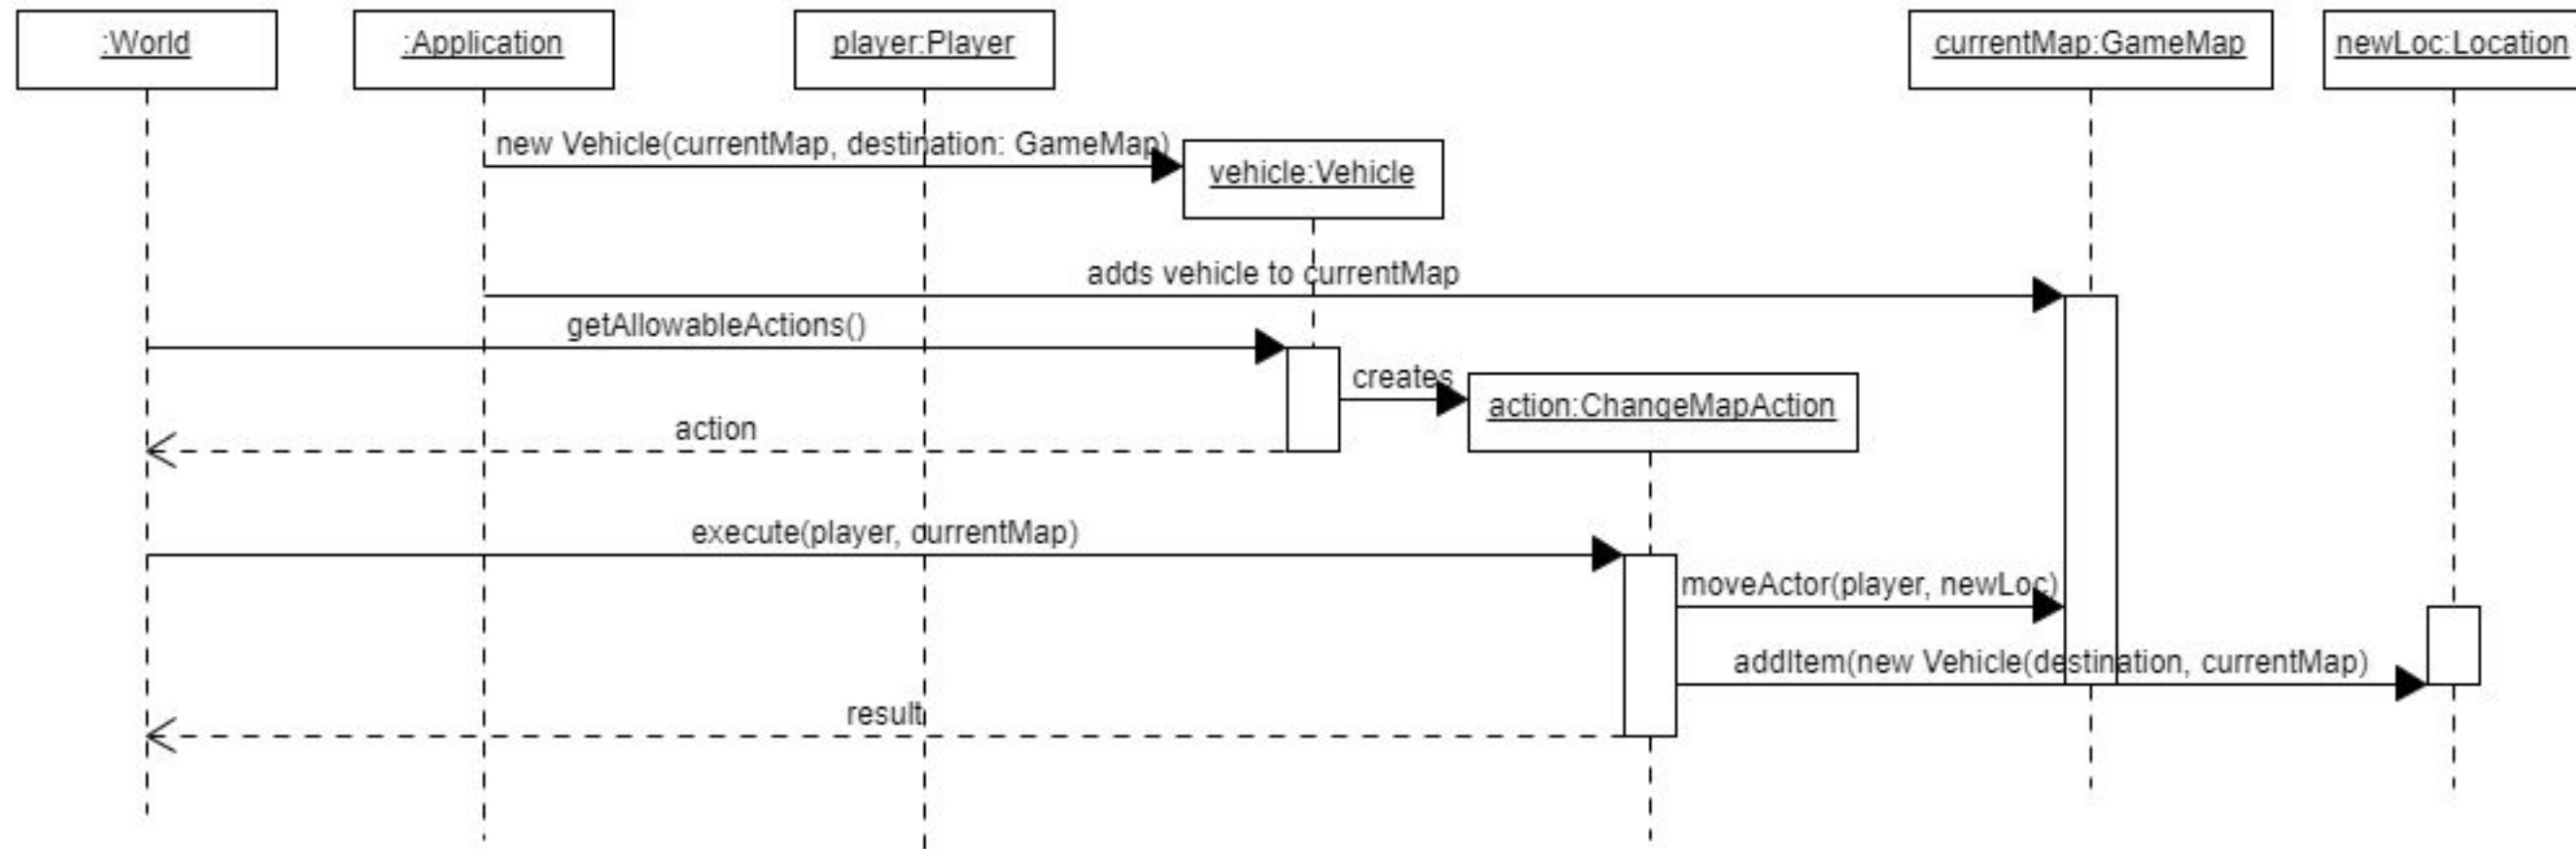 :World
:Application
player:Player
currentMap:GameMap
newLoc:Location
new Vehicle(currentMap, destination: GameMap)
vehicle:Vehicle
adds vehicle to currentMap
getAllowableActions()
creates
action:ChangeMapAction
action
execute(player, currentMap)
moveActor(player, newLoc)
addItem(new Vehicle(destination, currentMap)
result